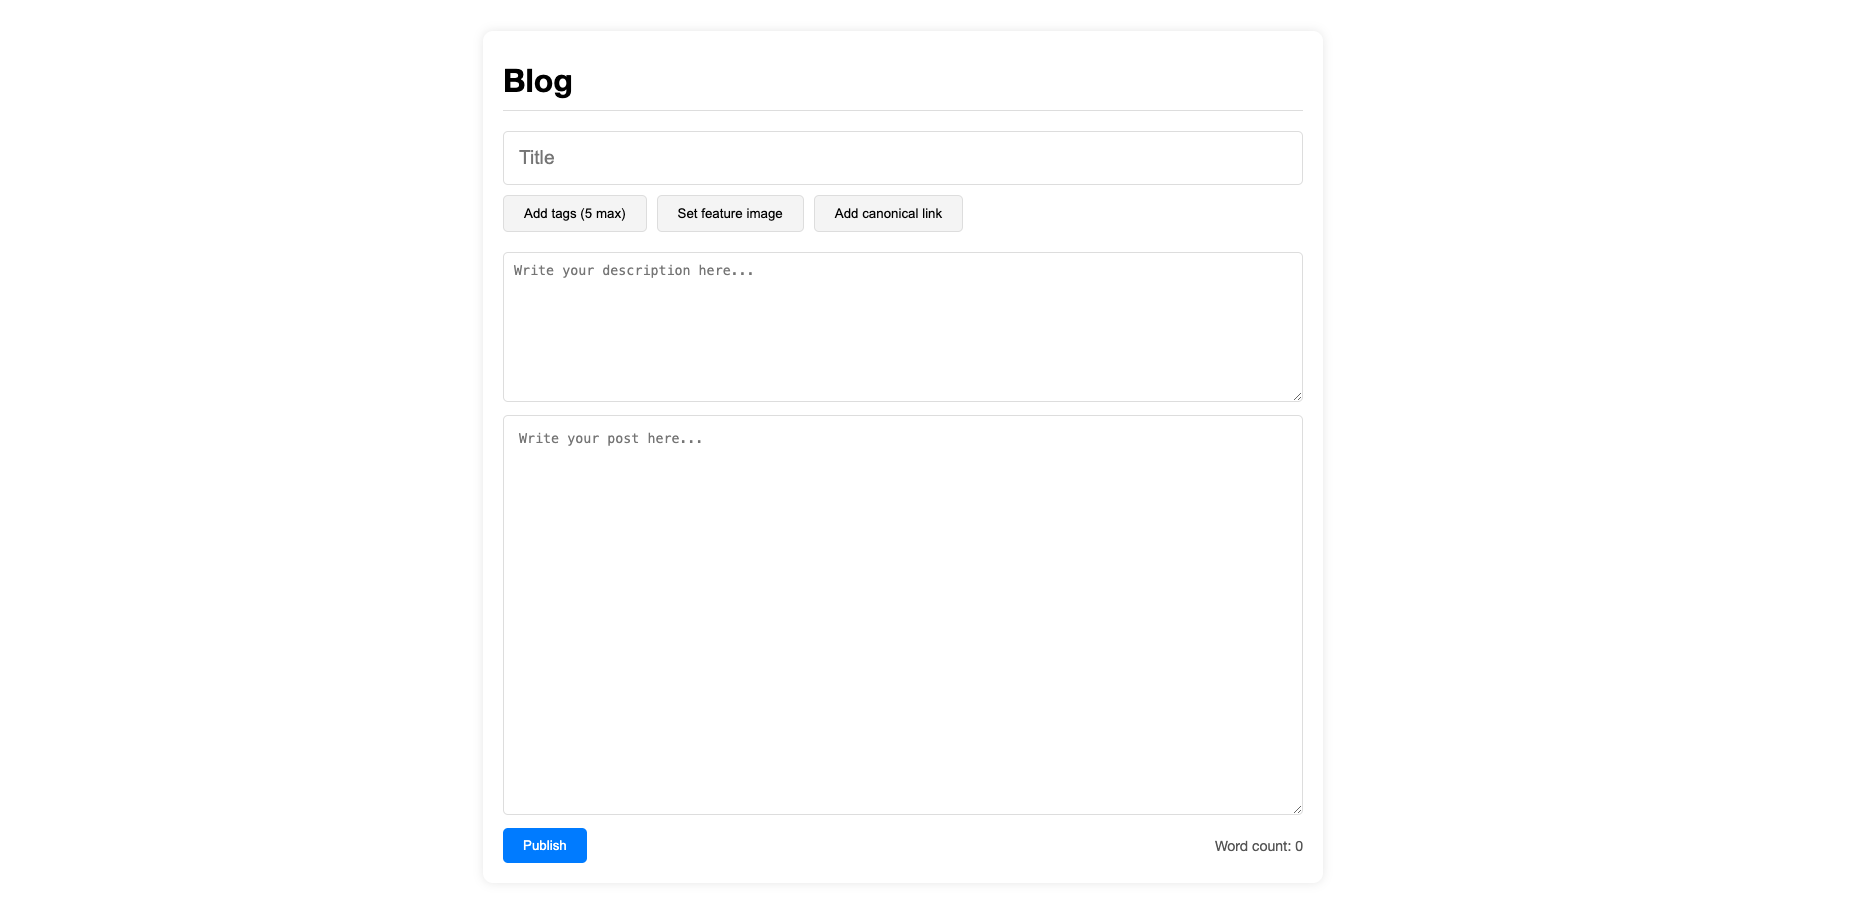 Blog
Title
Add tags (5 max) Set feature image Add canonical link
Write your description here...
Write your post here...
Publish Word count: 0